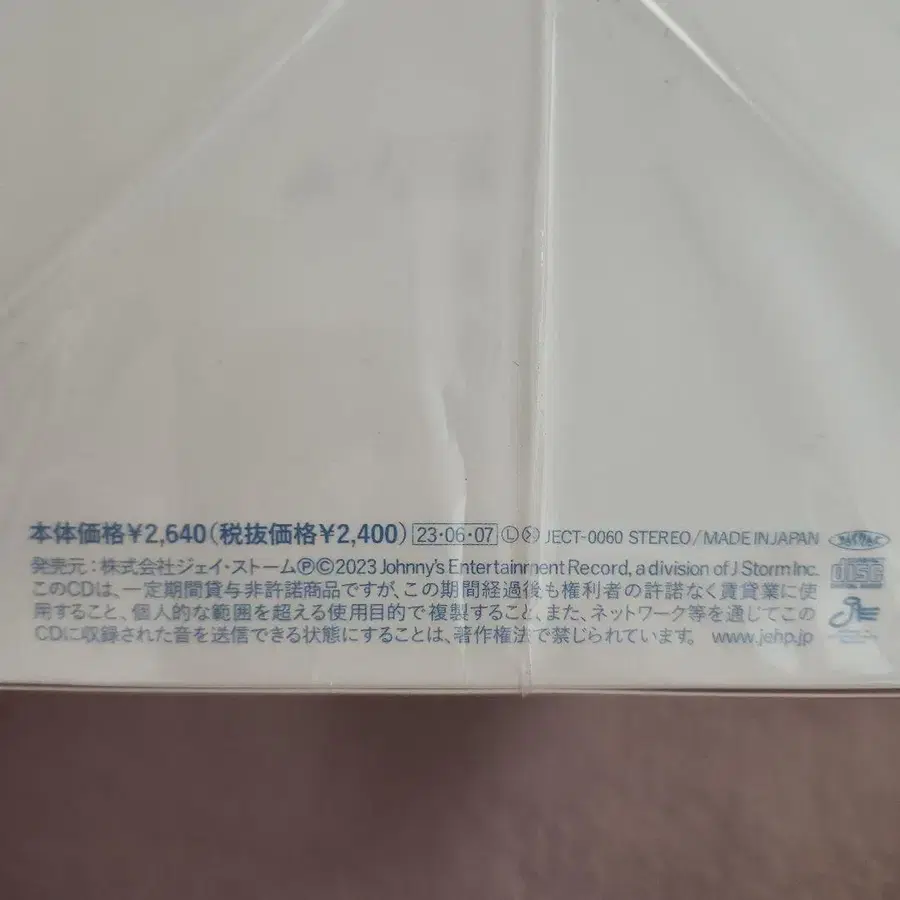 本体価格¥2,640(税抜価格¥2,400) 23・06・07 Ⓛ Ⓧ JECT-0060 STEREO/MADE IN JAPAN
発売元:株式会社ジェイ・ストームⓅⒸ2023 Johnny's Entertainment Record, a division of J Storm Inc.
このCDは、一定期間貸与非許諾商品ですが、この期間経過後も権利者の許諾なく賃貸業に使
用すること、個人的な範囲を超える使用目的で複製すること、また、ネットワーク等を通じてこの
CDに収録された音を送信できる状態にすることは、著作権法で禁じられています。 www.jehp.jp
disc